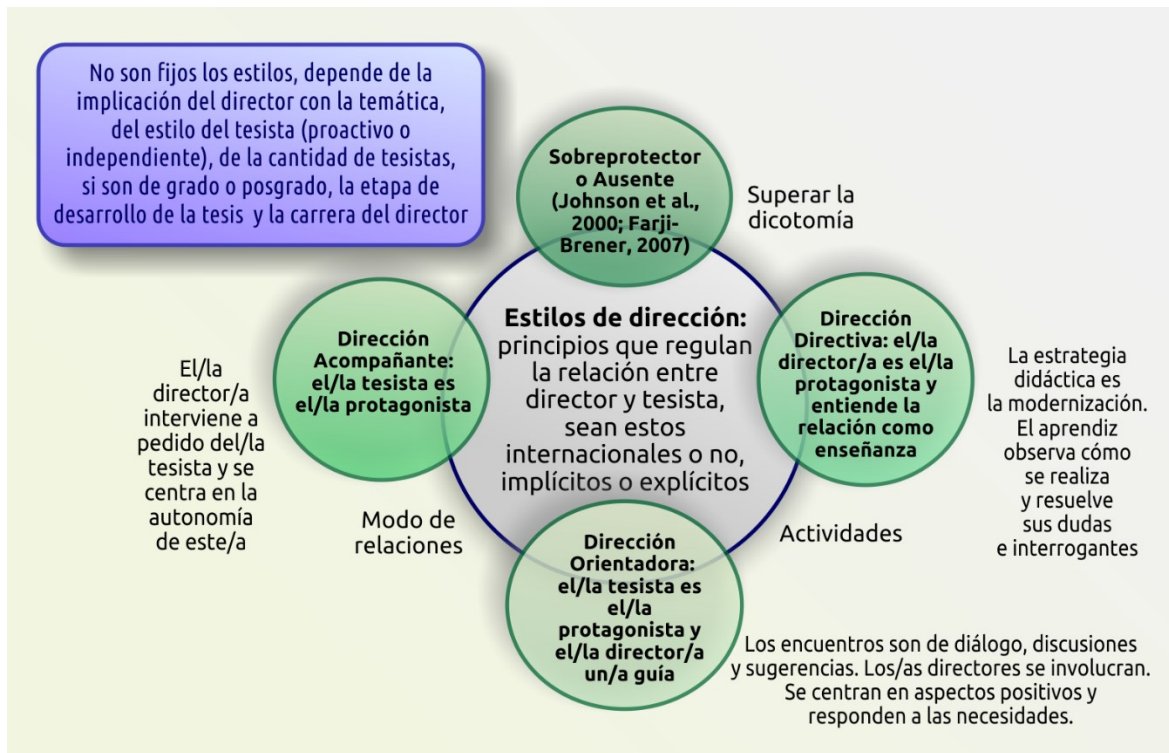 No son fijos los estilos, depende de la
implicación del director con la temática,
del estilo del tesista (proactivo o
independiente), de la cantidad de tesistas,
si son de grado o posgrado, la etapa de
desarrollo de la tesis y la carrera del director
Sobreprotector
o Ausente
(Johnson et al.,
2000; Farji-
Brener, 2007)
Superar la
dicotomía
Estilos de dirección:
principios que regulan
la relación entre
director y tesista,
sean estos
internacionales o no,
implícitos o explícitos
Dirección
Directiva: el/la
director/a es el/la
protagonista y
entiende la
relación como
enseñanza
La estrategia
didáctica es
la modernización.
El aprendiz
observa cómo
se realiza
y resuelve
sus dudas
e interrogantes
Actividades
Dirección
Orientadora:
el/la tesista es
el/la
protagonista y
el/la director/a
un/a guía
Los encuentros son de diálogo, discusiones
y sugerencias. Los/as directores se involucran.
Se centran en aspectos positivos y
responden a las necesidades.
Modo de
relaciones
Dirección
Acompañante:
el/la tesista es
el/la protagonista
El/la
director/a
interviene a
pedido del/la
tesista y se
centra en la
autonomía
de este/a